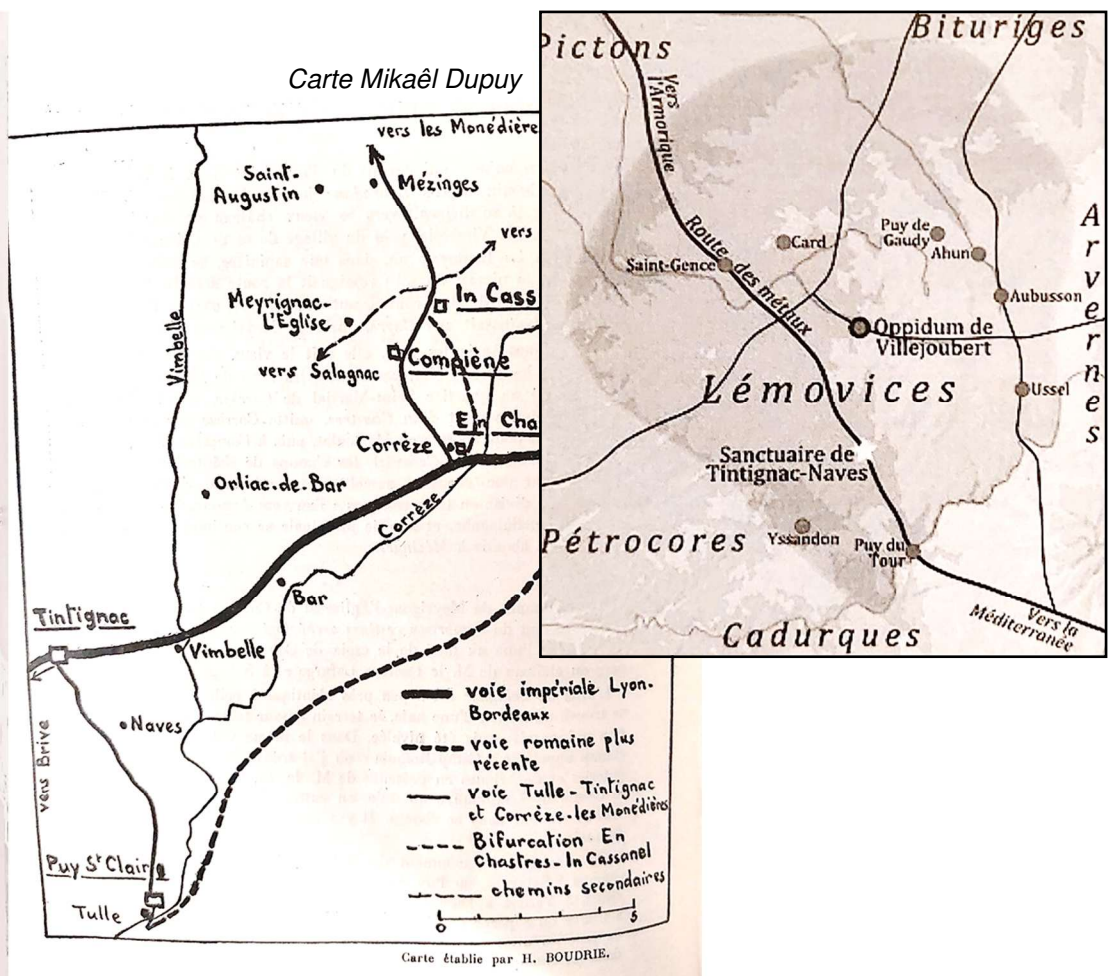 Carte Mikaêl Dupuy
vers les Monédière
Saint-
Augustin
Mézinges
vers
Meyrignac-
L'Eglise
In Cass
vers Salagnac
Compiène
Vimbelle
En Cha
Corrèze
Orliac-de-Bar
Corrèze
Bar
Tintignac
Vimbelle
Naves
vers Brive
Puy St Clair
Tulle
voie impériale Lyon-
Bordeaux
voie romaine plus
récente
voie Tulle-Tintignac
et Corrèze-les Monédières
Bifurcation En
Chastres-In Cassanel
chemins secondaires
0 5
Carte établie par H. BOUDRIE.
Pictons
Bituriges
Vers
l'Armorique
Arvernes
Route des métaux
Card
Puy de
Gaudy
Ahun
Saint-Gence
Aubusson
Oppidum de
Villejoubert
Lémovices
Ussel
Sanctuaire de
Tintignac-Naves
Pétrocores
Yssandon
Puy du
Tour
Cadurques
Vers la
Méditerranée